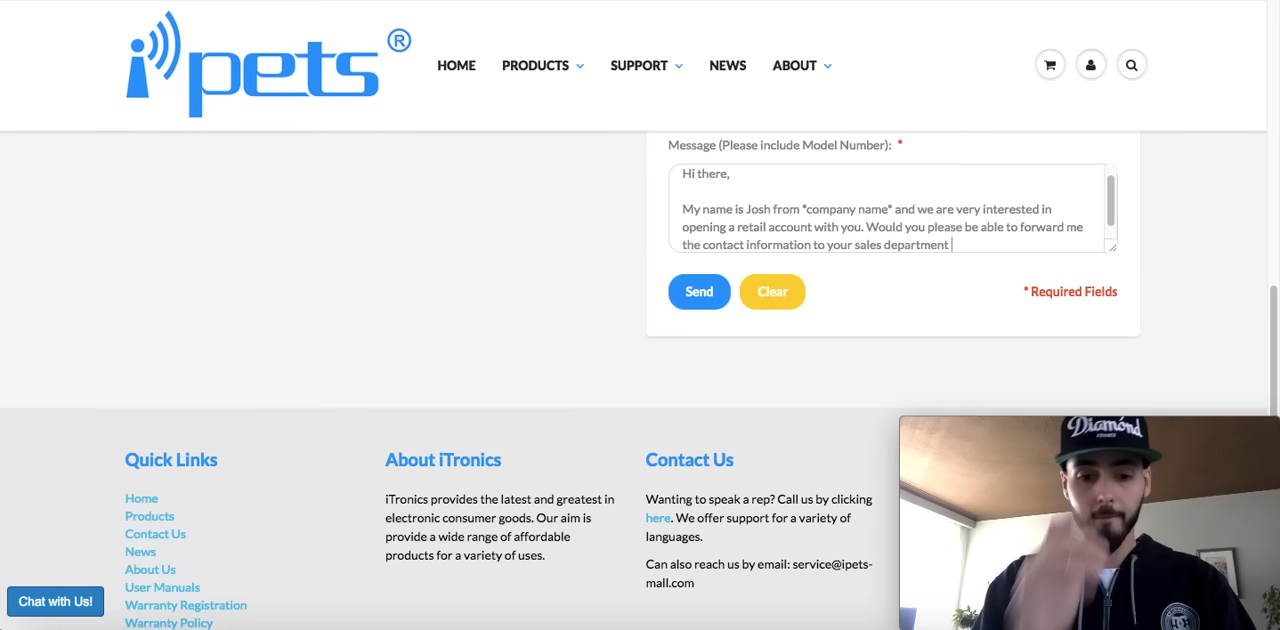 i pets ®
HOME PRODUCTS SUPPORT NEWS ABOUT
Message (Please include Model Number): *
Hi there,
My name is Josh from *company name* and we are very interested in
opening a retail account with you. Would you please be able to forward me
the contact information to your sales department
Send Clear * Required Fields
Quick Links
Home
Products
Contact Us
News
About Us
User Manuals
Warranty Registration
Warranty Policy
About iTronics
iTronics provides the latest and greatest in
electronic consumer goods. Our aim is
provide a wide range of affordable
products for a variety of uses.
Contact Us
Wanting to speak a rep? Call us by clicking
here. We offer support for a variety of
languages.
Can also reach us by email: service@ipets-
mall.com
Chat with Us!
Diamond